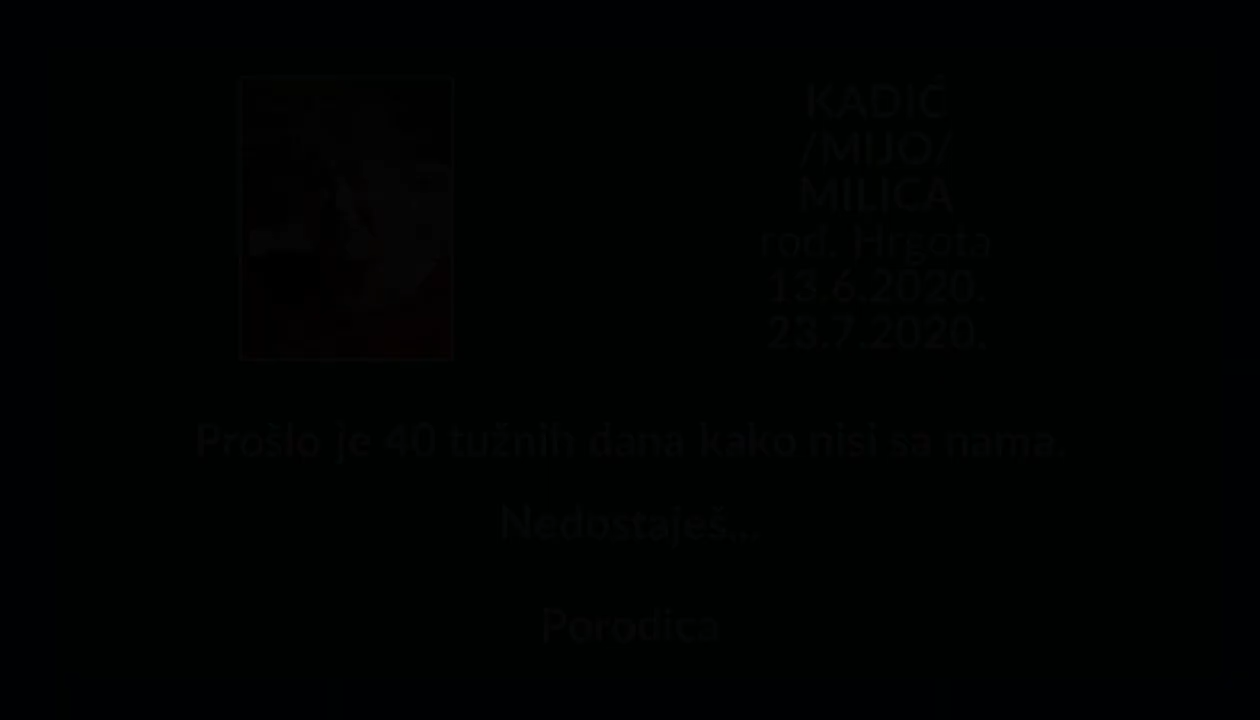 KADIĆ
/MIJO/
MILICA
rod. Hrgota
13.6.2020.
23.7.2020.
Prošlo je 40 tužnih dana kako nisi sa nama.
Nedostaješ...
Porodica